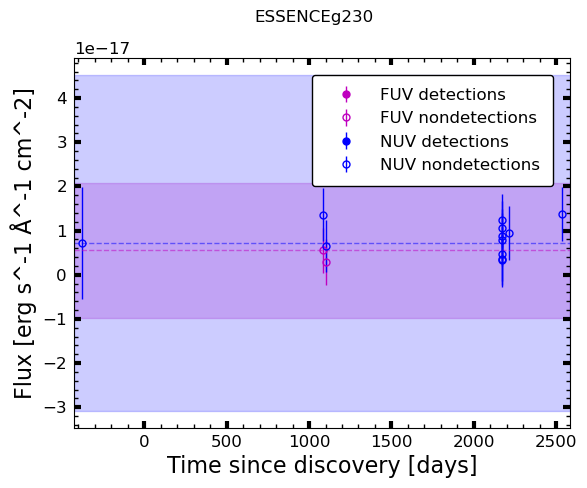 ESSENCEg230
1e−17
FUV detections
FUV nondetections
NUV detections
NUV nondetections
4
3
2
1
0
−1
−2
−3
Flux [erg s^-1 Å^-1 cm^-2]
0 500 1000 1500 2000 2500
Time since discovery [days]